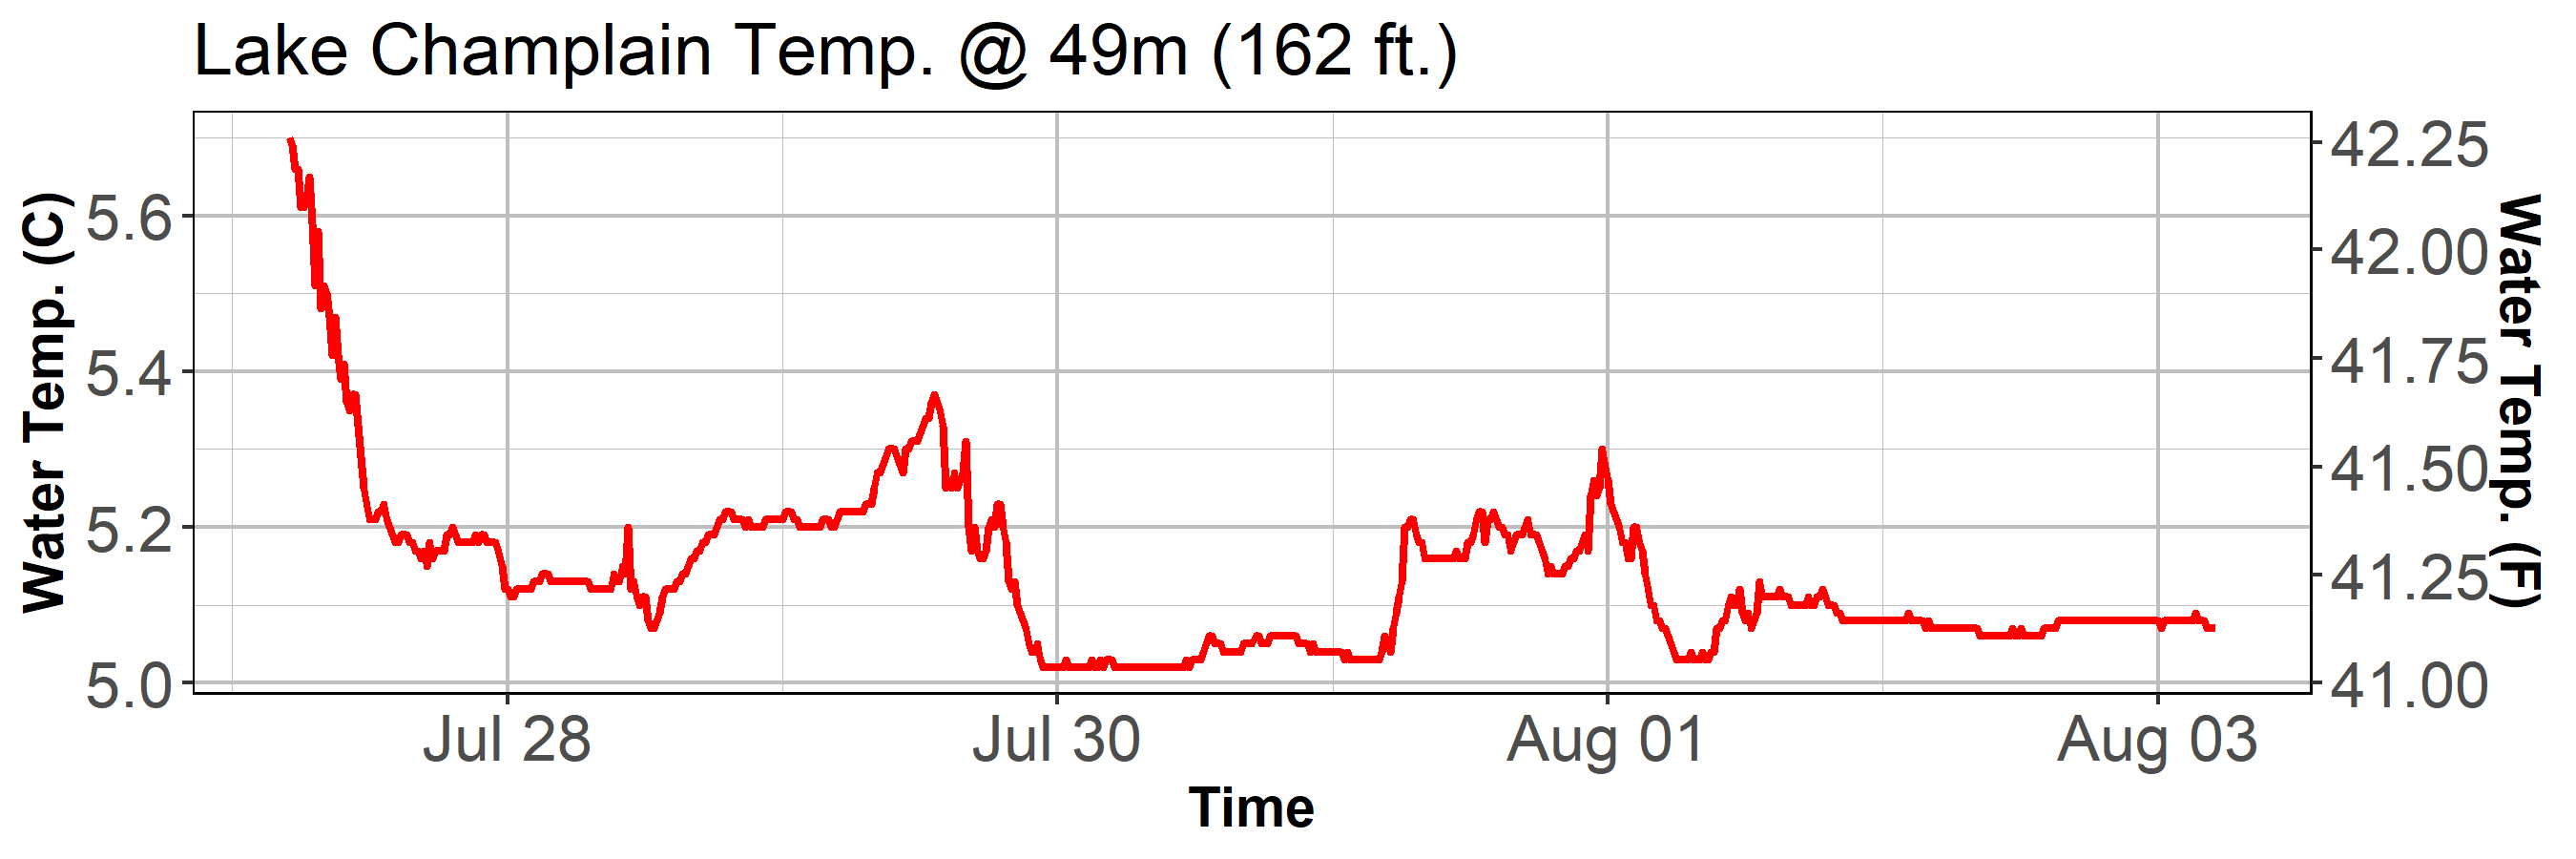 Lake Champlain Temp. @ 49m (162 ft.)
Water Temp. (C)
5.6
5.4
5.2
5.0
42.25
42.00
41.75
41.50
41.25
41.00
Water Temp. (F)
Jul 28
Jul 30
Aug 01
Aug 03
Time